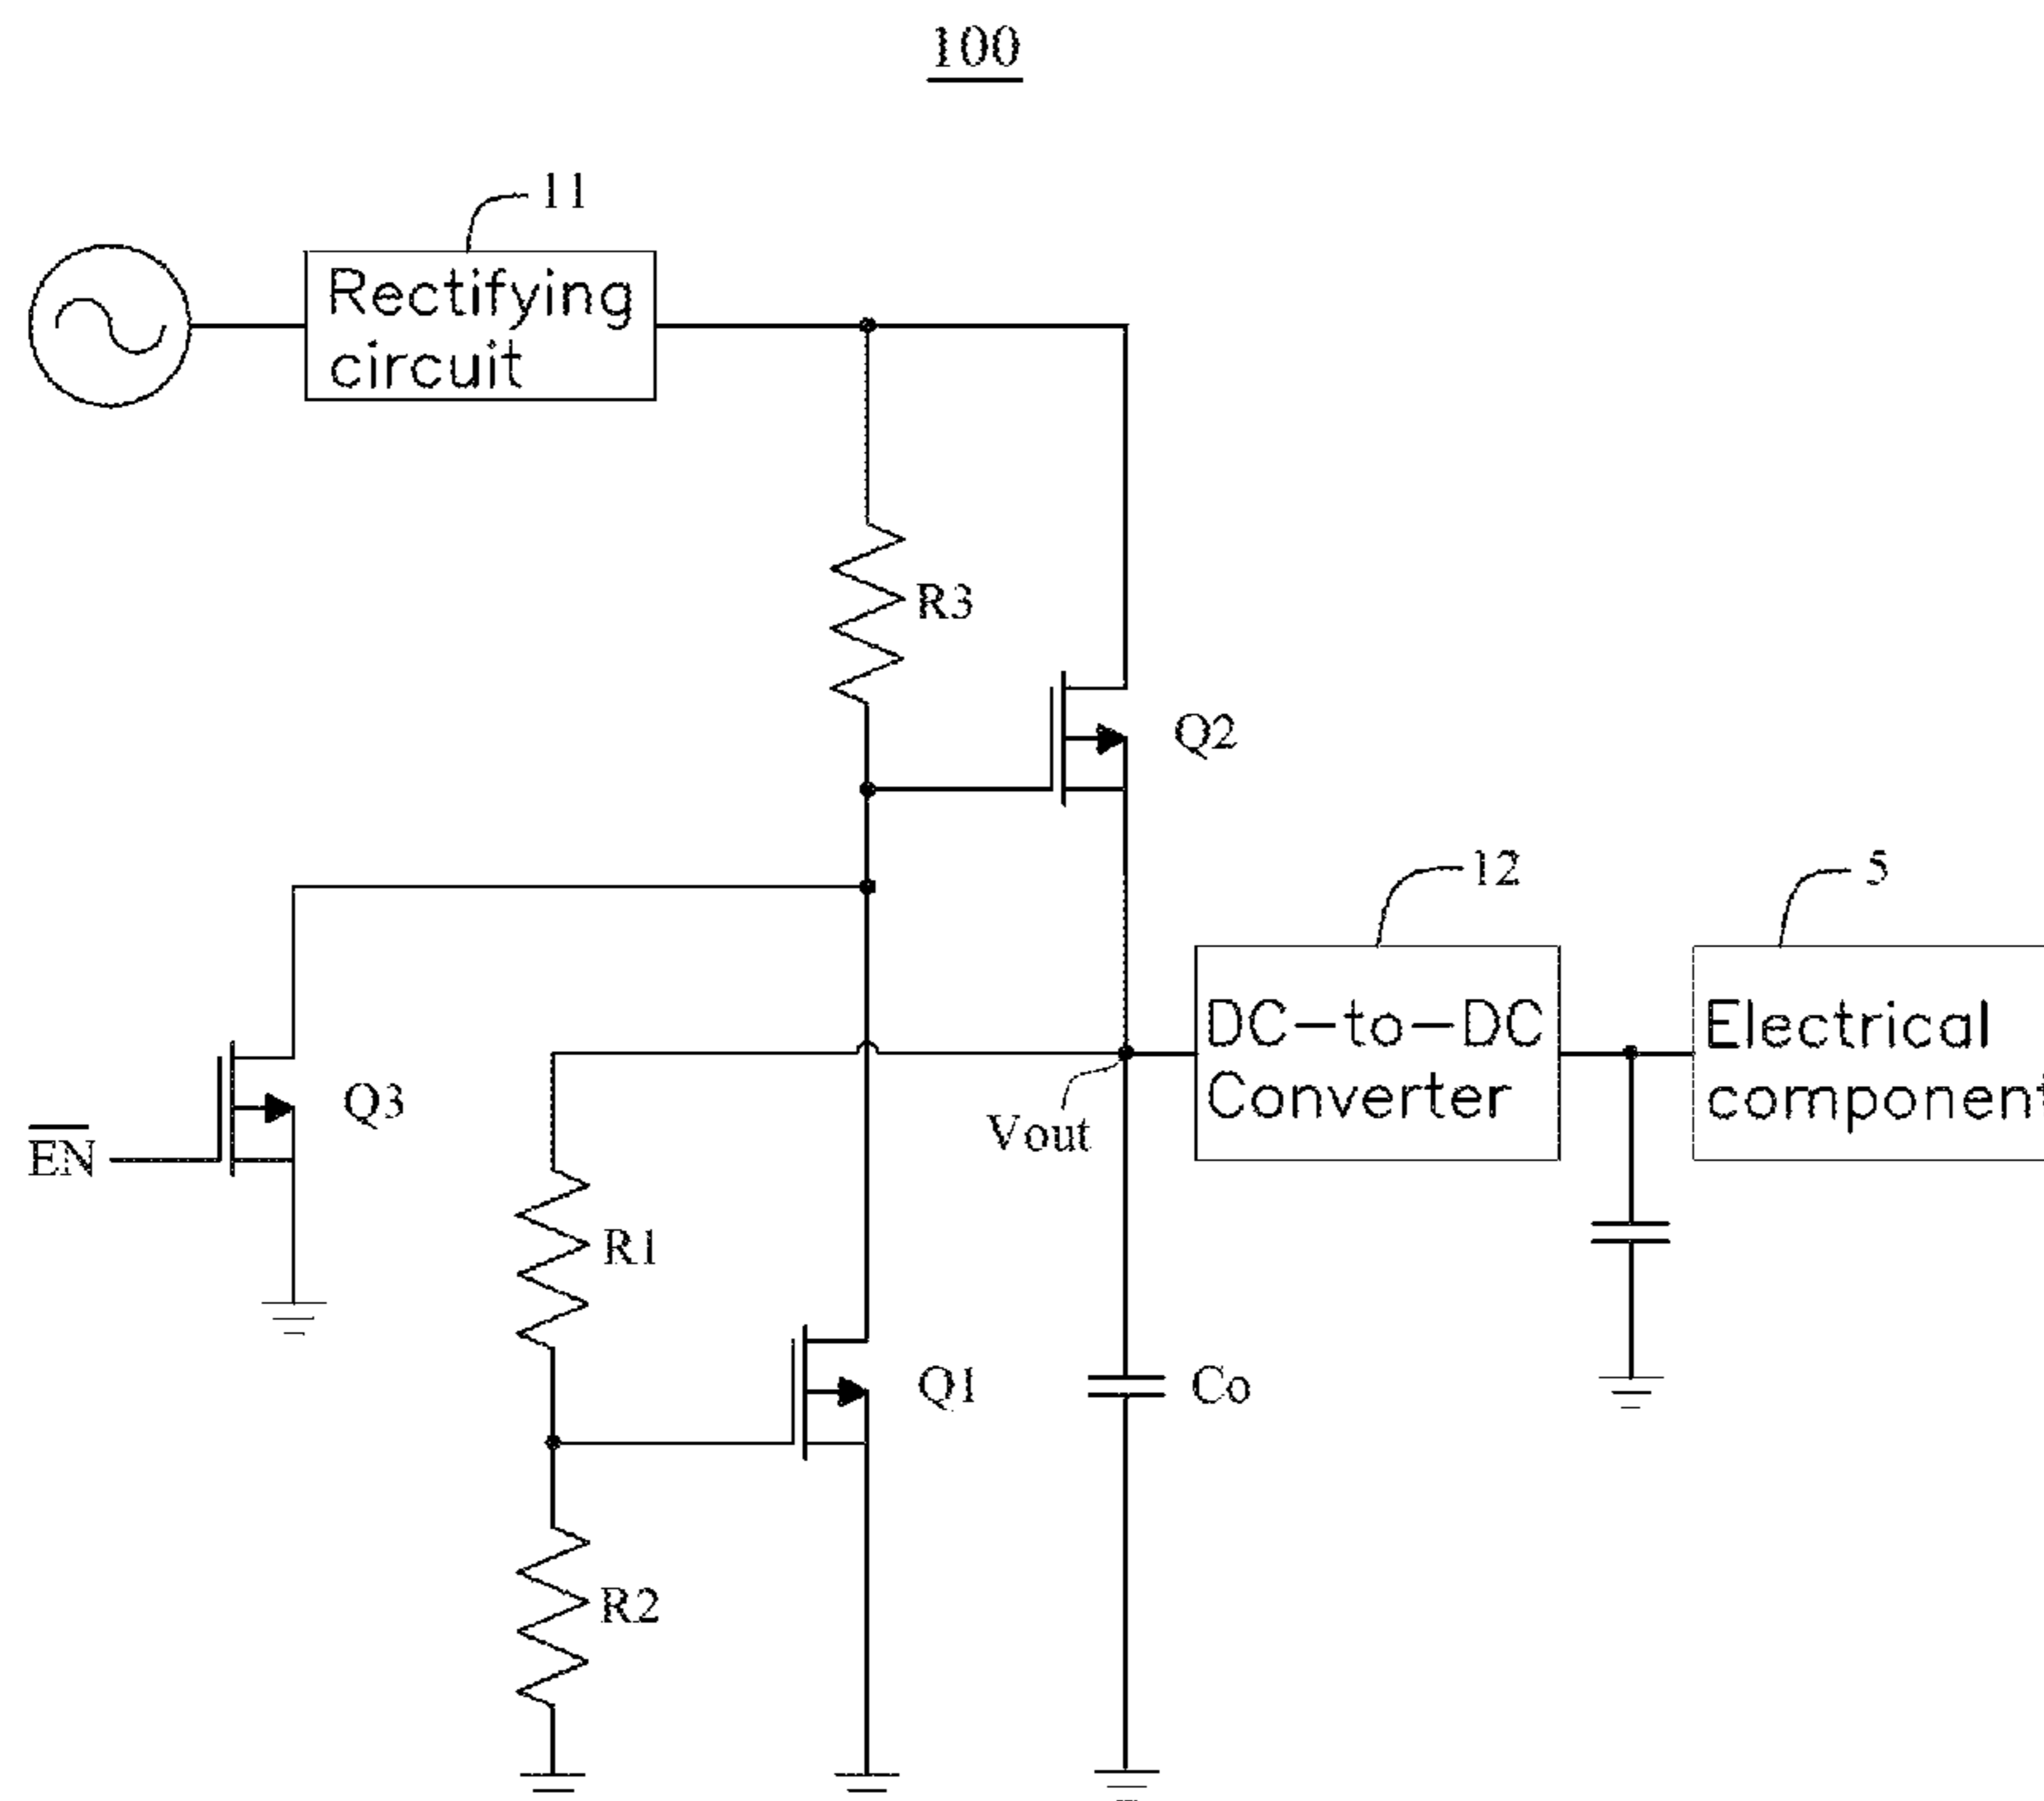 100
11
Rectifying
circuit
R3
Q2
12
5
DC-to-DC
Converter
Electrical
component
Q3
E̅N̅
Vout
R1
Q1
Co
R2